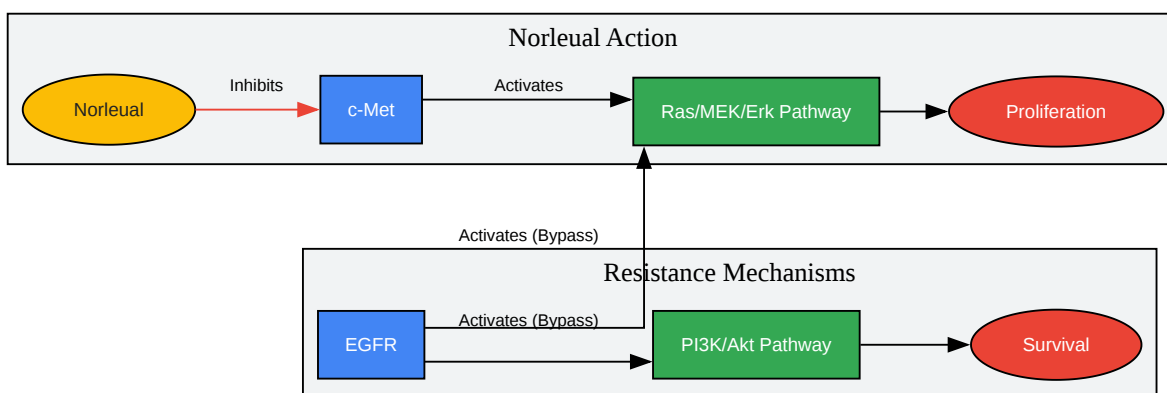 Norleual Action
Norleual
Inhibits
c-Met
Activates
Ras/MEK/Erk Pathway
Proliferation
Activates (Bypass)
Resistance Mechanisms
EGFR
Activates (Bypass)
PI3K/Akt Pathway
Survival